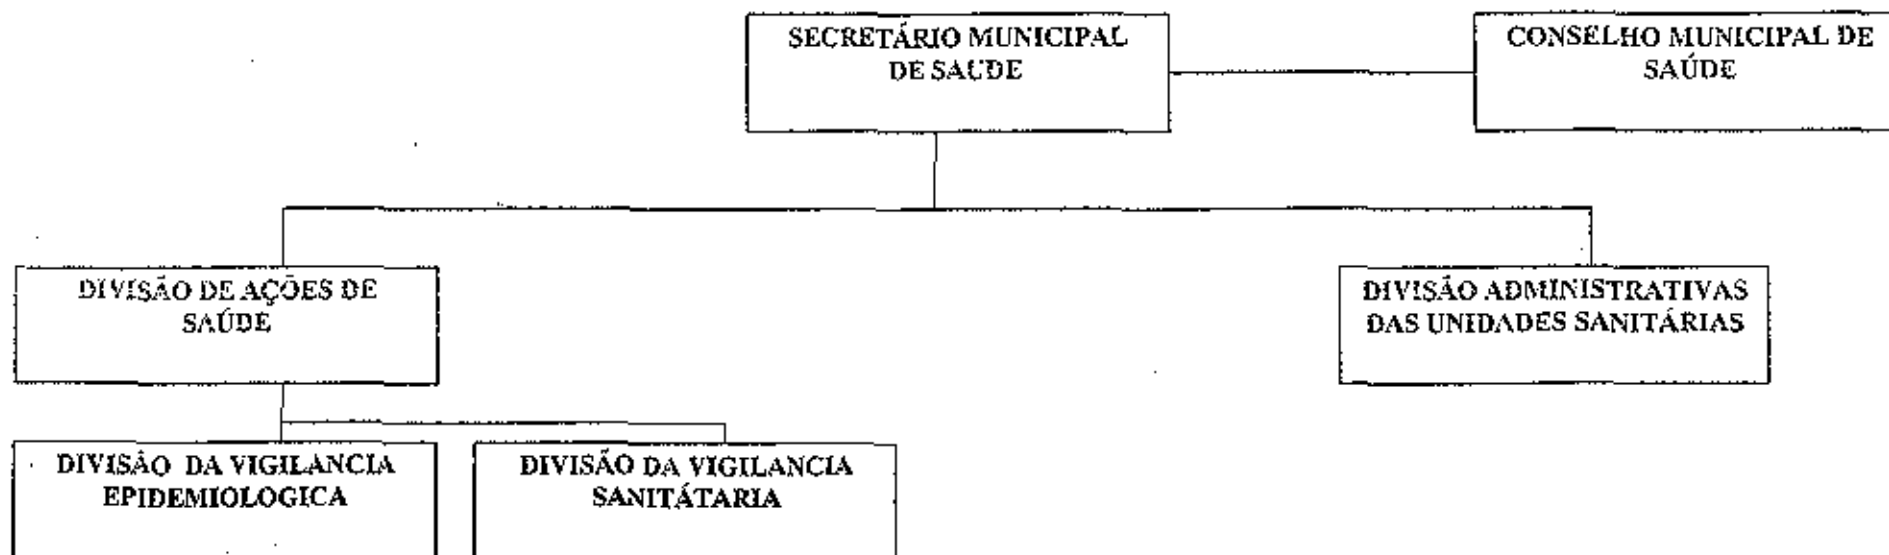 SECRETÁRIO MUNICIPAL
DE SAUDE
CONSELHO MUNICIPAL DE
SAÚDE
DIVISÃO DE AÇÕES DE
SAÚDE
DIVISÃO ADMINISTRATIVAS
DAS UNIDADES SANITÁRIAS
DIVISÃO DA VIGILANCIA
EPIDEMIOLOGICA
DIVISÃO DA VIGILANCIA
SANITÁTARIA